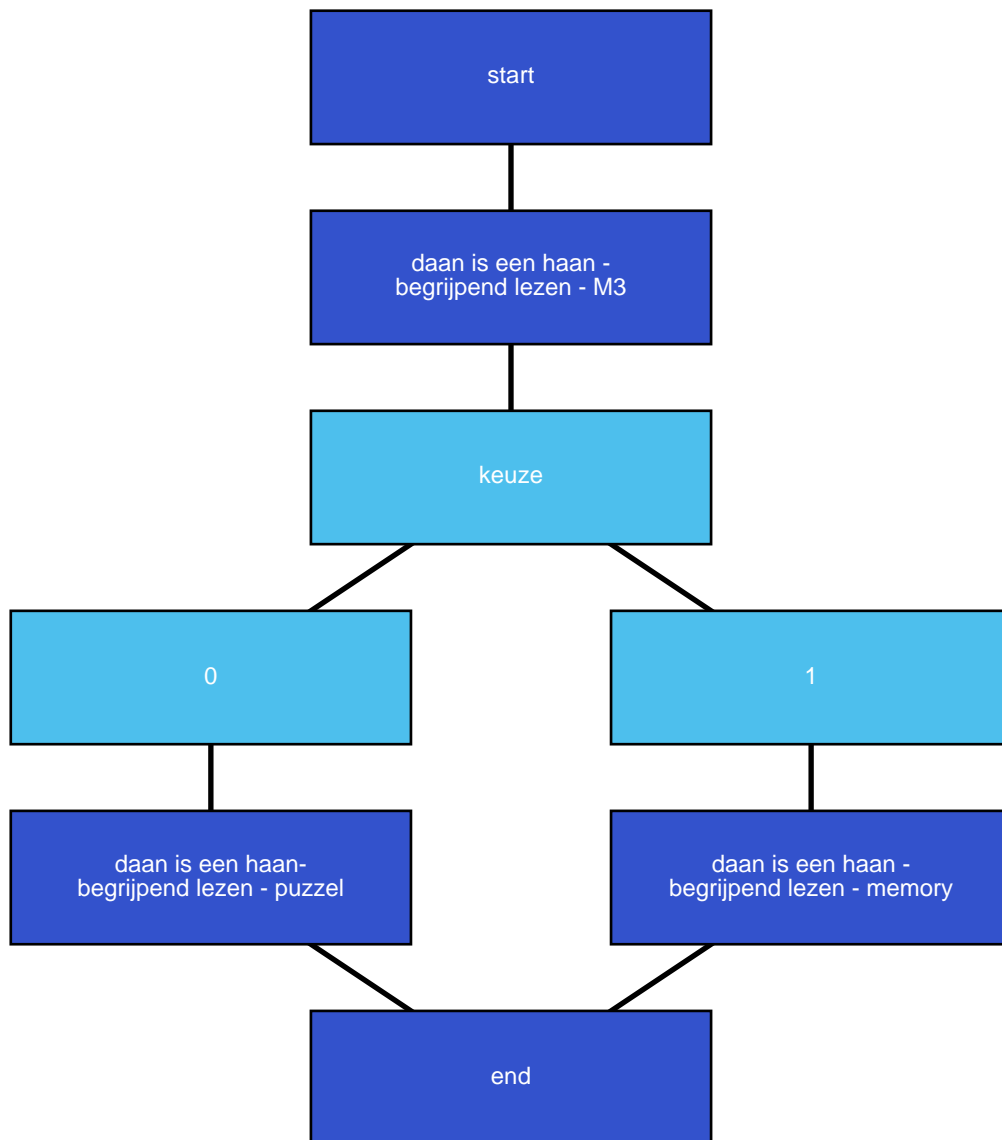 start
daan is een haan -
begrijpend lezen - M3
keuze
0
1
daan is een haan-
begrijpend lezen - puzzel
daan is een haan -
begrijpend lezen - memory
end